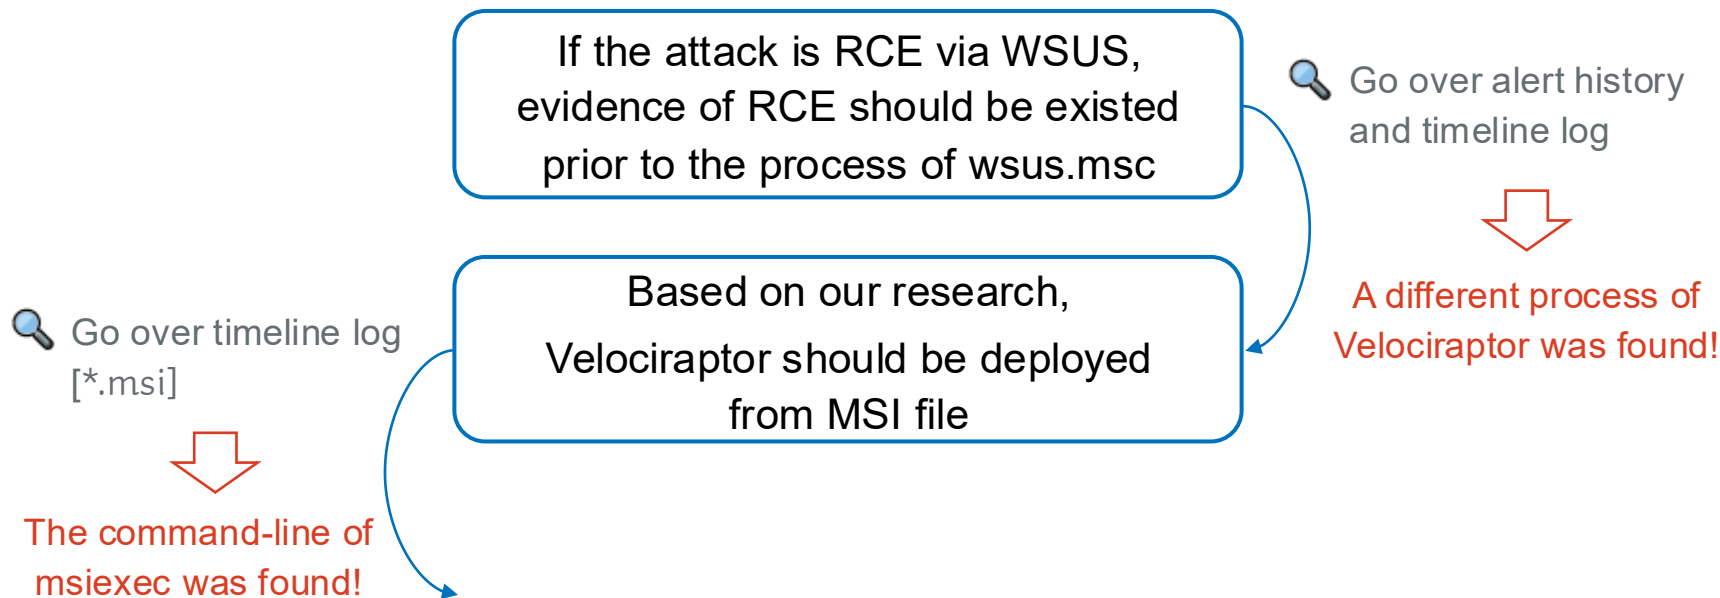 If the attack is RCE via WSUS,
evidence of RCE should be existed
prior to the process of wsus.msc
Go over alert history
and timeline log
A different process of
Velociraptor was found!
Based on our research,
Velociraptor should be deployed
from MSI file
Go over timeline log
[*.msi]
The command-line of
msiexec was found!